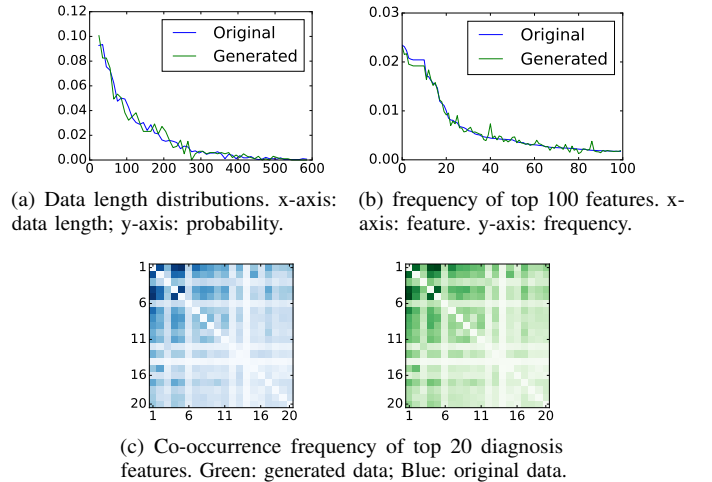 0.12
0.10
0.08
0.06
0.04
0.02
0.00
0 100 200 300 400 500 600
Original
Generated
0.03
0.02
0.01
0.00
0 20 40 60 80 100
Original
Generated
(a) Data length distributions. x-axis:
data length; y-axis: probability.
(b) frequency of top 100 features. x-
axis: feature. y-axis: frequency.
1
6
11
16
20
1 6 11 16 20
1
6
11
16
20
1 6 11 16 20
(c) Co-occurrence frequency of top 20 diagnosis
features. Green: generated data; Blue: original data.